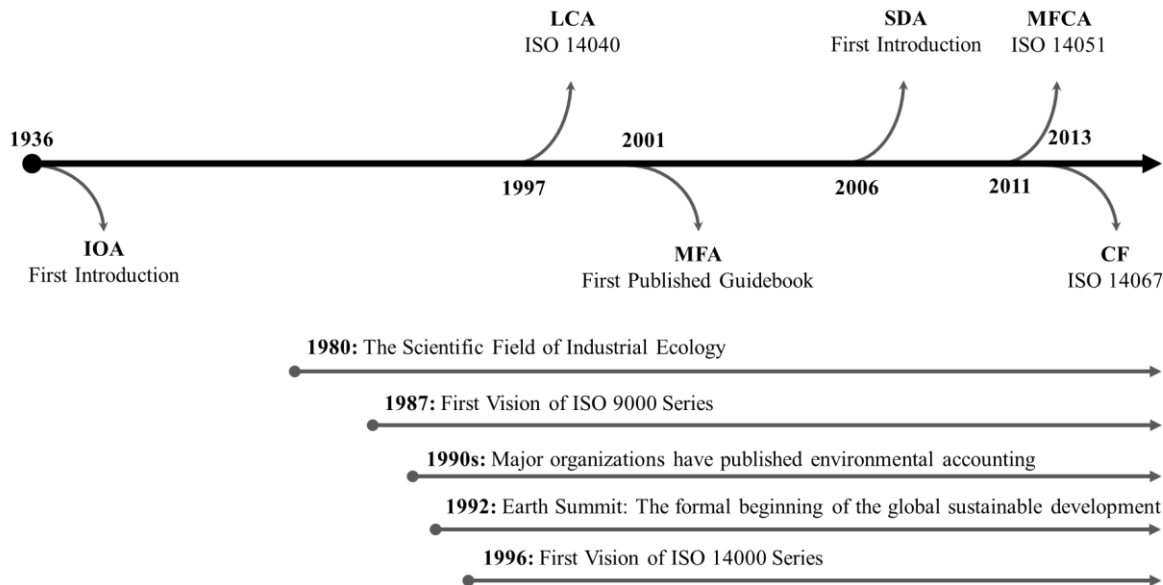 LCA
ISO 14040
SDA
First Introduction
MFCA
ISO 14051
1936
2001
2013
1997
2006
2011
IOA
First Introduction
MFA
First Published Guidebook
CF
ISO 14067
1980: The Scientific Field of Industrial Ecology
1987: First Vision of ISO 9000 Series
1990s: Major organizations have published environmental accounting
1992: Earth Summit: The formal beginning of the global sustainable development
1996: First Vision of ISO 14000 Series